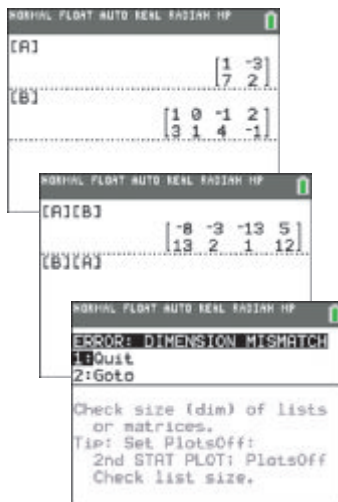 NORMAL FLOAT AUTO REAL RADIAN MP
[A]
[1 -3]
[7 2]
[B]
[1 0 -1 2]
[3 1 4 -1]
NORMAL FLOAT AUTO REAL RADIAN MP
[A][B]
[-8 -3 -13 5]
[13 2 1 12]
[B][A]
NORMAL FLOAT AUTO REAL RADIAN MP
ERROR: DIMENSION MISMATCH
1:Quit
2:Goto
Check size (dim) of lists
or matrices.
Tip: Set PlotsOff:
2nd STAT PLOT: PlotsOff
Check list size.